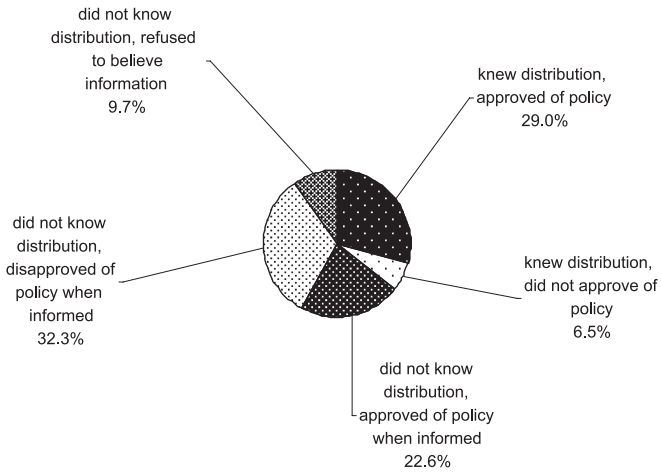 did not know
distribution, refused
to believe
information
9.7%
knew distribution,
approved of policy
29.0%
did not know
distribution,
disapproved of
policy when
informed
32.3%
knew distribution,
did not approve of
policy
6.5%
did not know
distribution,
approved of policy
when informed
22.6%